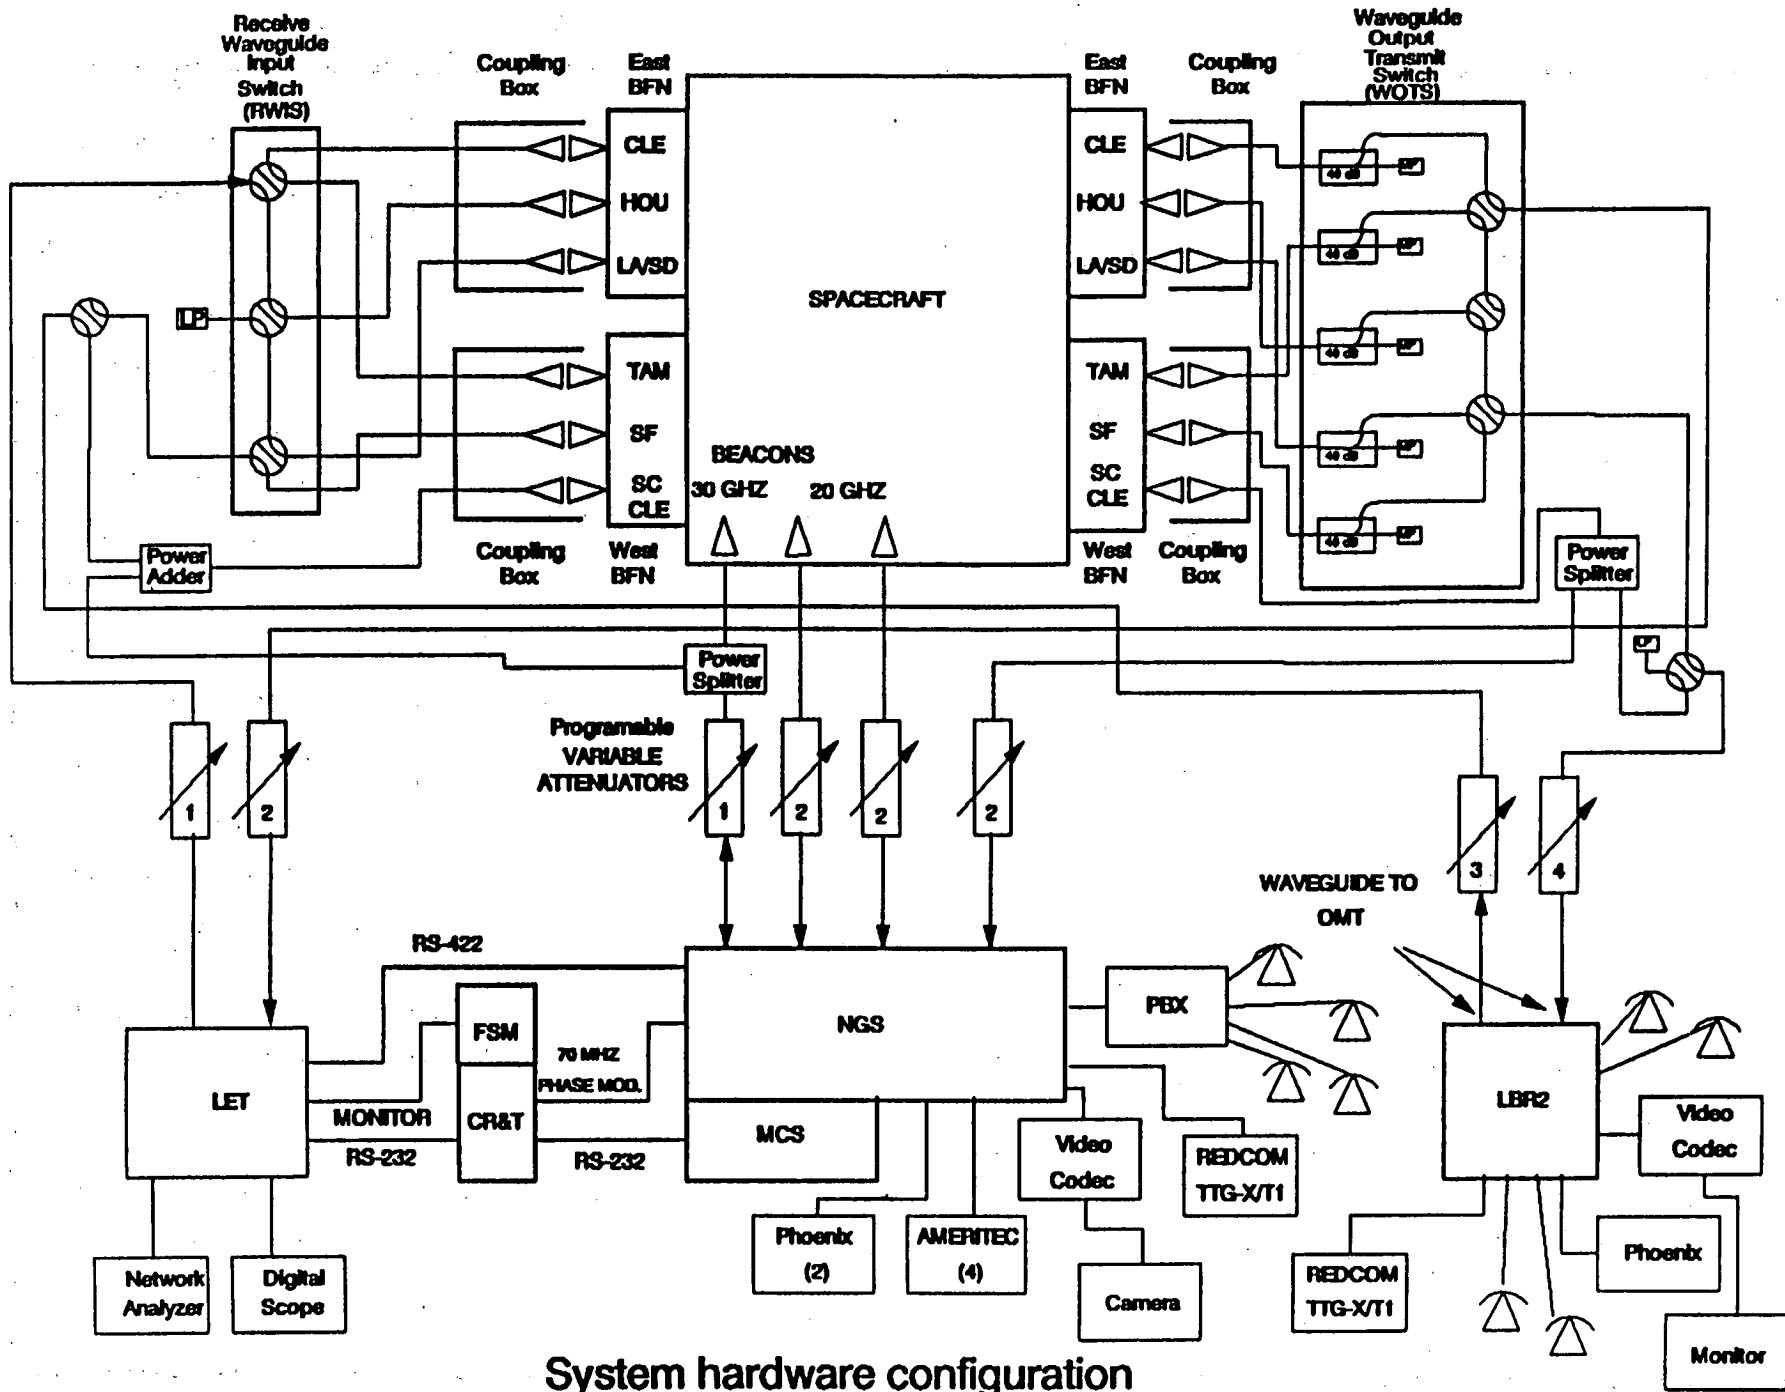 Receive
Waveguide
Input
Switch
(RWIS)
Coupling
Box
East
BFN
East
BFN
Coupling
Box
Waveguide
Output
Transmit
Switch
(WOTS)
CLE
HOU
LA/SD
TAM
SF
SC
CLE
SPACECRAFT
BEACONS
30 GHZ
20 GHZ
CLE
HOU
LA/SD
TAM
SF
SC
CLE
LP
Coupling
Box
West
BFN
West
BFN
Coupling
Box
Power
Adder
Power
Splitter
Power
Splitter
Programable
VARIABLE
ATTENUATORS
1
2
1
2
2
2
3
4
WAVEGUIDE TO
OMT
RS-422
LET
FSM
CR&T
MONITOR
RS-232
70 MHZ
PHASE MOD.
RS-232
NGS
MCS
PBX
LBR2
Video
Codec
REDCOM
TTG-X/T1
Video
Codec
Phoenix
(2)
AMERITEC
(4)
Camera
REDCOM
TTG-X/T1
Phoenix
Monitor
Network
Analyzer
Digital
Scope
System hardware configuration